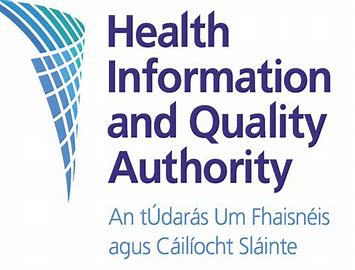 Health
Information
and Quality
Authority
An tÚdarás Um Fhaisnéis
agus Cáilíocht Sláinte